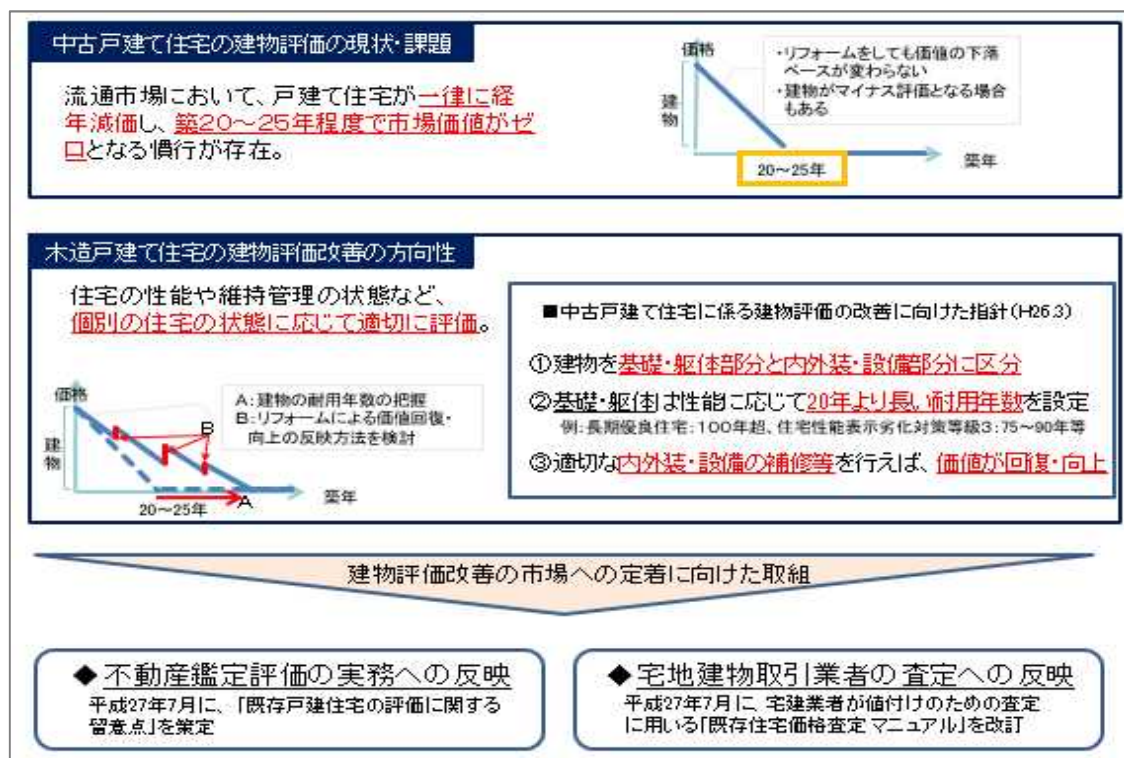 中古戸建て住宅の建物評価の現状・課題
流通市場において、戸建て住宅が一律に経
年減価し、築20～25年程度で市場価値がゼ
ロとなる慣行が存在。
価格
建
物
・リフォームをしても価値の下落
ペースが変わらない
・建物がマイナス評価となる場合
もある
築年
20～25年
木造戸建て住宅の建物評価改善の方向性
住宅の性能や維持管理の状態など、
個別の住宅の状態に応じて適切に評価。
価格
建
物
A:建物の耐用年数の把握
B:リフォームによる価値回復・
向上の反映方法を検討
B
A
築年
20～25年
■中古戸建て住宅に係る建物評価の改善に向けた指針(H26.3)
①建物を基礎・躯体部分と内外装・設備部分に区分
②基礎・躯体は性能に応じて20年より長い耐用年数を設定
例:長期優良住宅:100年超、住宅性能表示劣化対策等級3:75～90年等
③適切な内外装・設備の補修等を行えば、価値が回復・向上
建物評価改善の市場への定着に向けた取組
◆不動産鑑定評価の実務への反映
平成27年7月に、「既存戸建住宅の評価に関する
留意点」を策定
◆宅地建物取引業者の査定への反映
平成27年7月に、宅建業者が値付けのための査定
に用いる「既存住宅価格査定マニュアル」を改訂